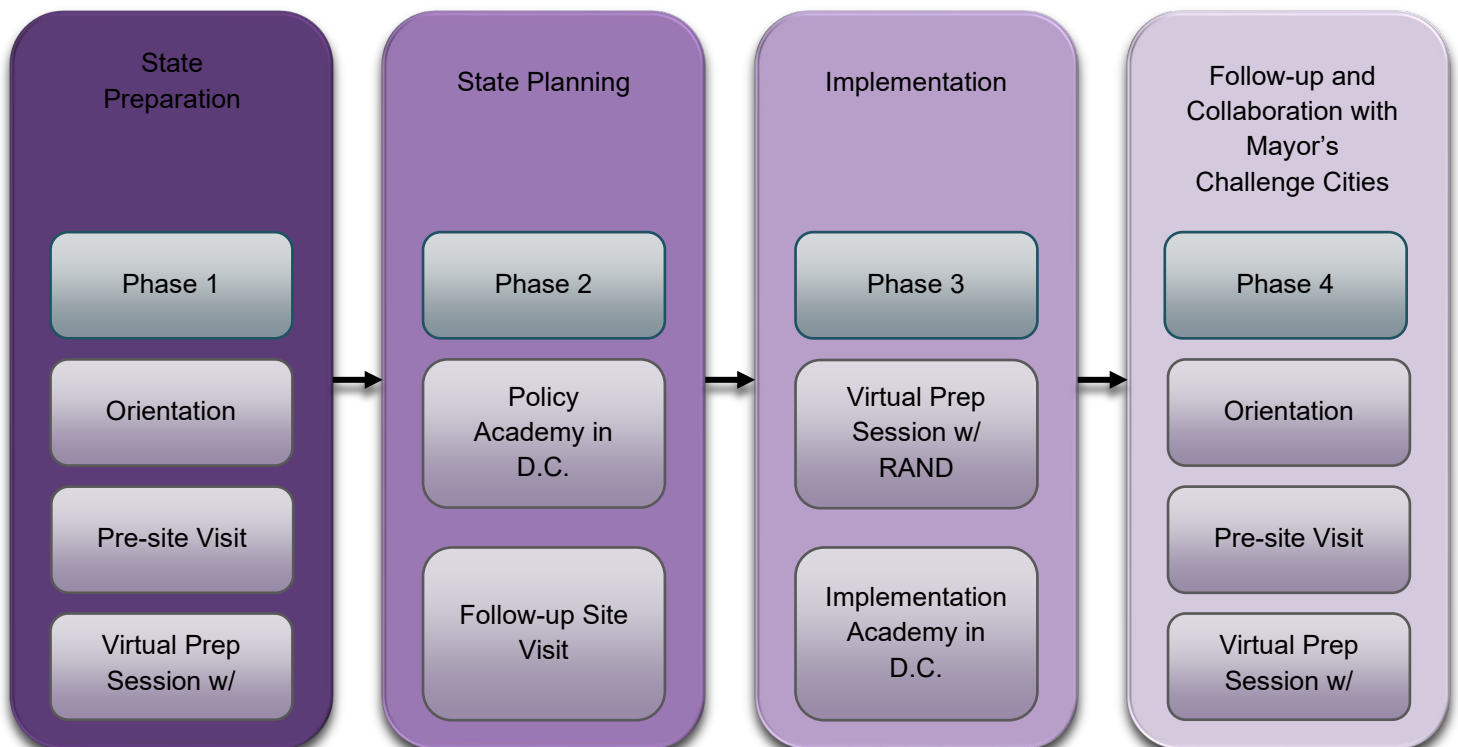 State
Preparation
Phase 1
Orientation
Pre-site Visit
Virtual Prep
Session w/
State Planning
Phase 2
Policy
Academy in
D.C.
Follow-up Site
Visit
Implementation
Phase 3
Virtual Prep
Session w/
RAND
Implementation
Academy in
D.C.
Follow-up and
Collaboration with
Mayor’s
Challenge Cities
Phase 4
Orientation
Pre-site Visit
Virtual Prep
Session w/